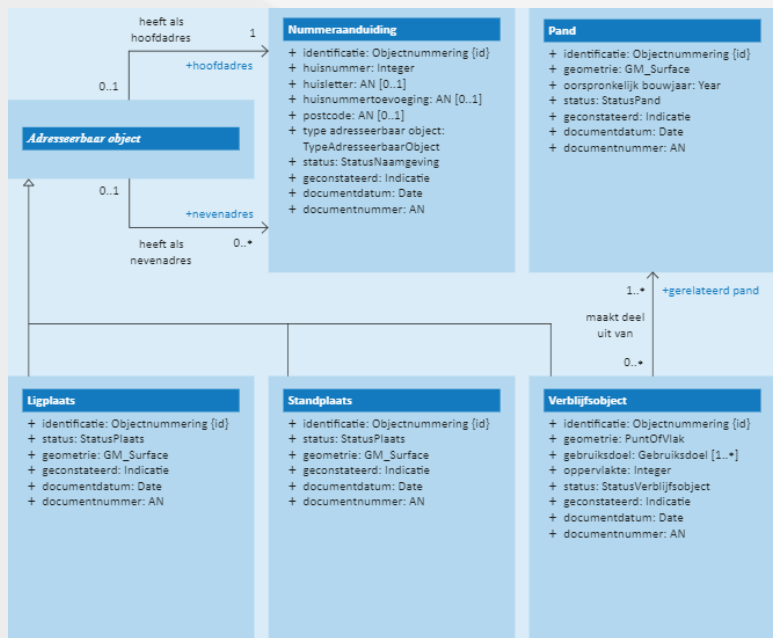 heeft als
hoofdadres
1
+hoofdadres
0..1
Adresseerbaar object
0..1
+nevenadres
heeft als
nevenadres
0..*
Nummeraanduiding
+ identificatie: Objectnummering {id}
+ huisnummer: Integer
+ huisletter: AN [0..1]
+ huisnummertoevoeging: AN [0..1]
+ postcode: AN [0..1]
+ type adresseerbaar object:
TypeAdresseerbaarObject
+ status: StatusNaamgeving
+ geconstateerd: Indicatie
+ documentdatum: Date
+ documentnummer: AN
Pand
+ identificatie: Objectnummering {id}
+ geometrie: GM_Surface
+ oorspronkelijk bouwjaar: Year
+ status: StatusPand
+ geconstateerd: Indicatie
+ documentdatum: Date
+ documentnummer: AN
1..*
+gerelateerd pand
maakt deel
uit van
0..*
Ligplaats
+ identificatie: Objectnummering {id}
+ status: StatusPlaats
+ geometrie: GM_Surface
+ geconstateerd: Indicatie
+ documentdatum: Date
+ documentnummer: AN
Standplaats
+ identificatie: Objectnummering {id}
+ status: StatusPlaats
+ geometrie: GM_Surface
+ geconstateerd: Indicatie
+ documentdatum: Date
+ documentnummer: AN
Verblijfsobject
+ identificatie: Objectnummering {id}
+ geometrie: PuntOfVlak
+ gebruiksdoel: Gebruiksdoel [1..*]
+ oppervlakte: Integer
+ status: StatusVerblijfsobject
+ geconstateerd: Indicatie
+ documentdatum: Date
+ documentnummer: AN